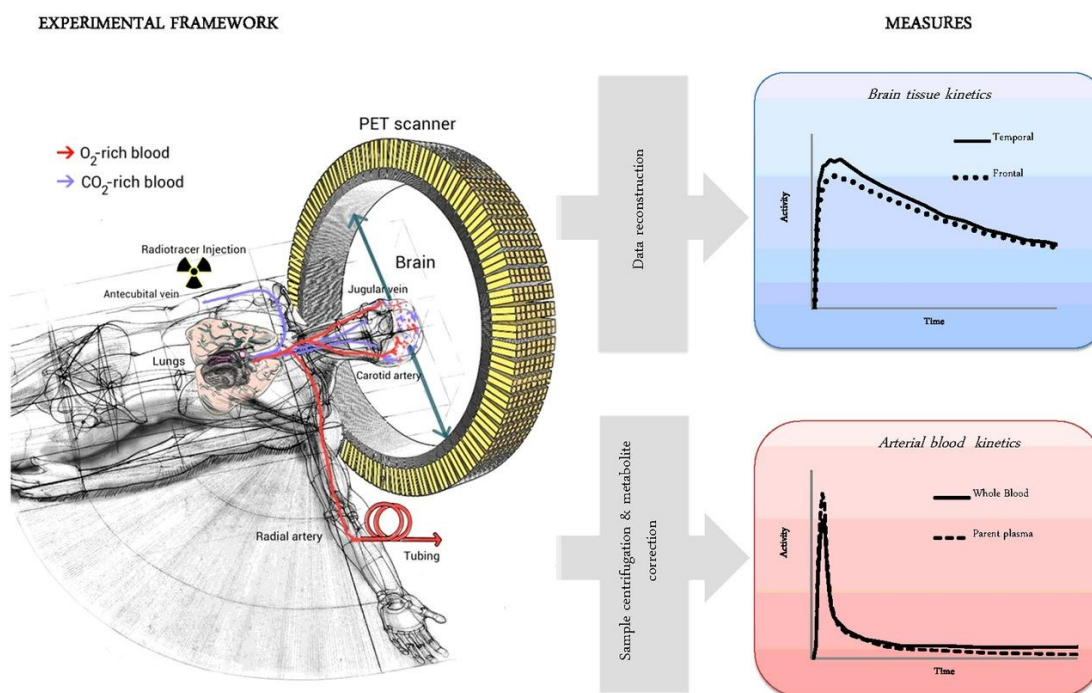 EXPERIMENTAL FRAMEWORK
MEASURES
O2-rich blood
CO2-rich blood
PET scanner
Radiotracer Injection
Antecubital vein
Brain
Jugular vein
Lungs
Carotid artery
Radial artery
Tubing
Data reconstruction
Sample centrifugation & metabolite
correction
Brain tissue kinetics
Temporal
Frontal
Activity
Time
Arterial blood kinetics
Whole Blood
Parent plasma
Activity
Time